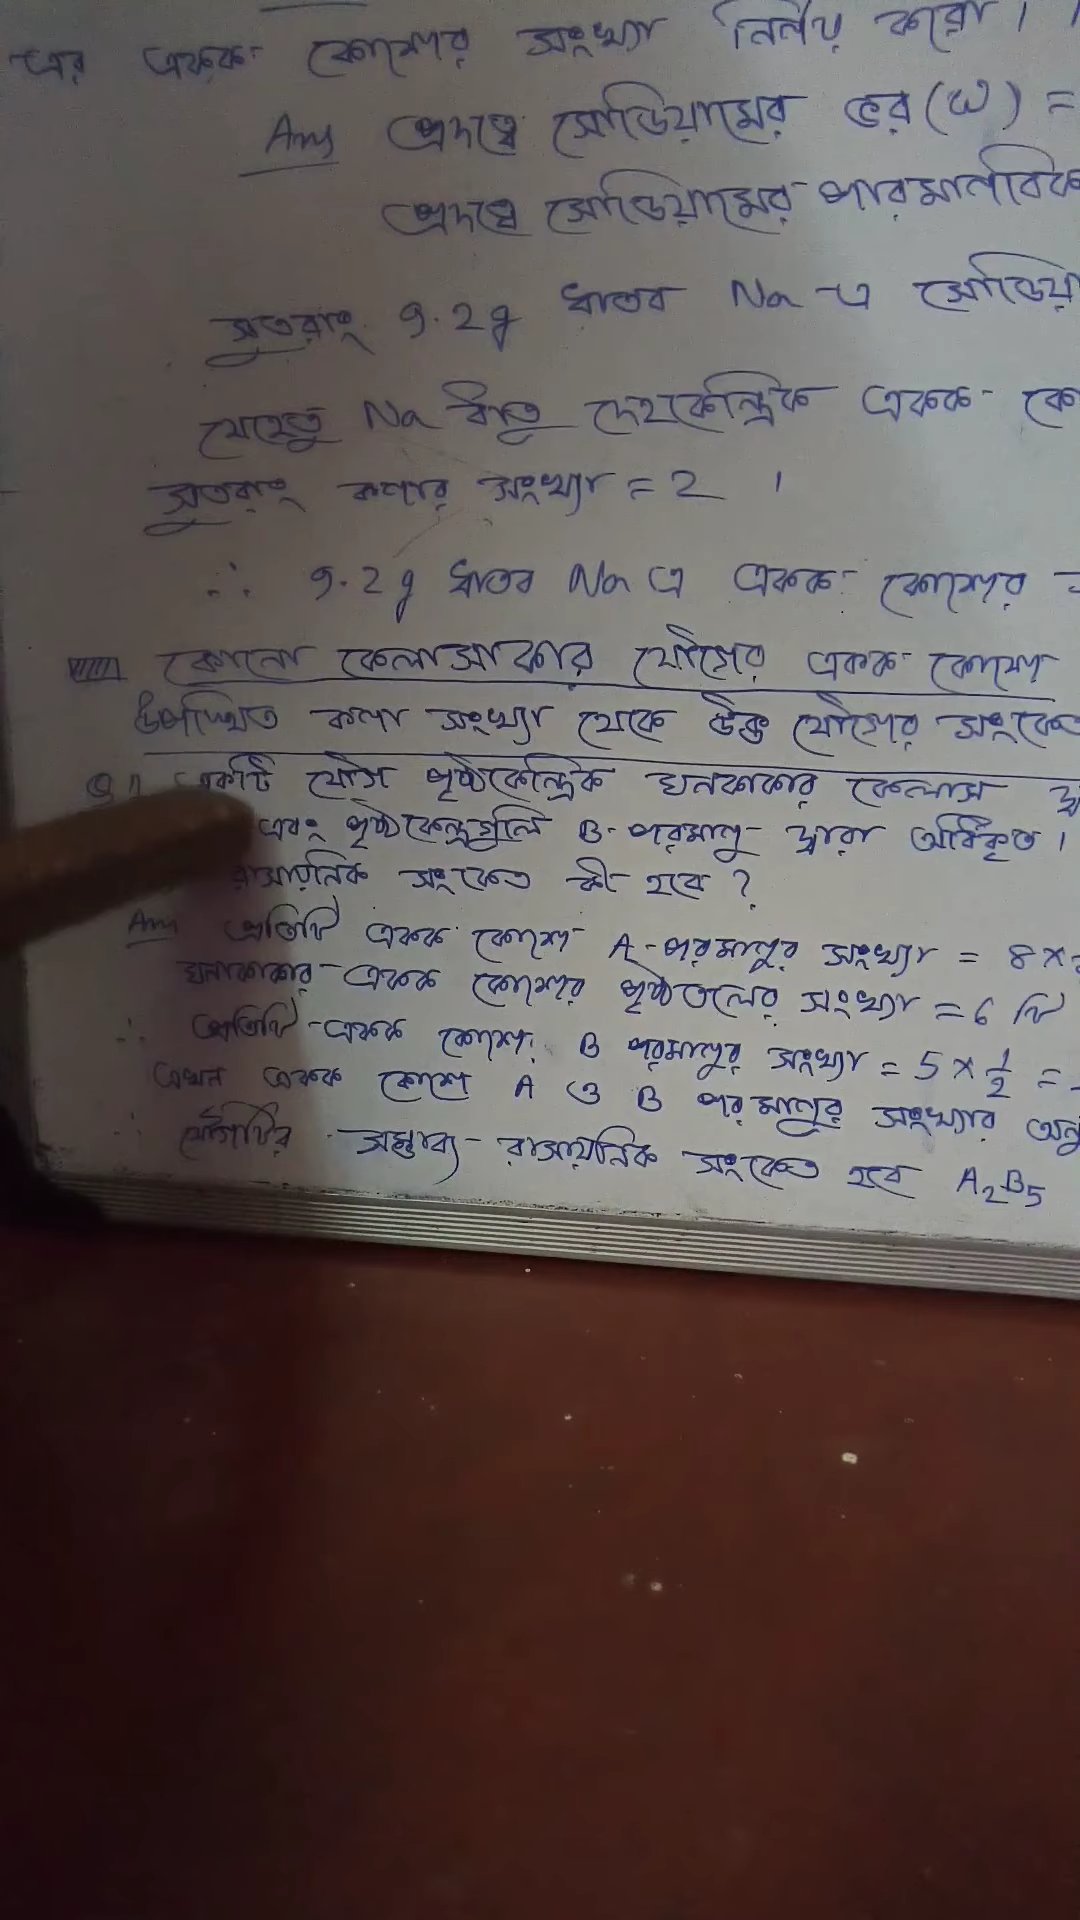 এর একক কোশের সংখ্যা নির্নয় করো।
Ans প্রদত্ত সোডিয়ামের ভর (W) =
প্রদত্ত সোডিয়ামের পারমানবিক
সুতরাং 9.2g ধাতব Na-এ সোডিয়া
যেহেতু Na ধাতু দেহকেন্দ্রিক একক কো
সুতরাং কণার সংখ্যা = 2 ।
∴ 9.2g ধাতব Na এ একক কোশের
কোনো কেলাসাকার যৌগের একক কোশে
উপস্থিত কণা সংখ্যা থেকে উক্ত যৌগের সংকেত
একটি যৌগ পৃষ্ঠকেন্দ্রিক ঘনকাকার কেলাস
এবং পৃষ্ঠকেন্দ্রগুলি B-পরমানু দ্বারা অধিকৃত।
রাসায়নিক সংকেত কী হবে ?
Ans প্রতিটি একক কোশে A-পরমানুর সংখ্যা = 8 ×
ঘনকাকার একক কোশের পৃষ্ঠতলের সংখ্যা = 6 টি
∴ প্রতিটি একক কোশে B পরমানুর সংখ্যা = 5 × 1/2 =
এখন একক কোশে A ও B পরমানুর সংখ্যার অনু
∴ যৌগটির সম্ভাব্য রাসায়নিক সংকেত হবে A₂B₅